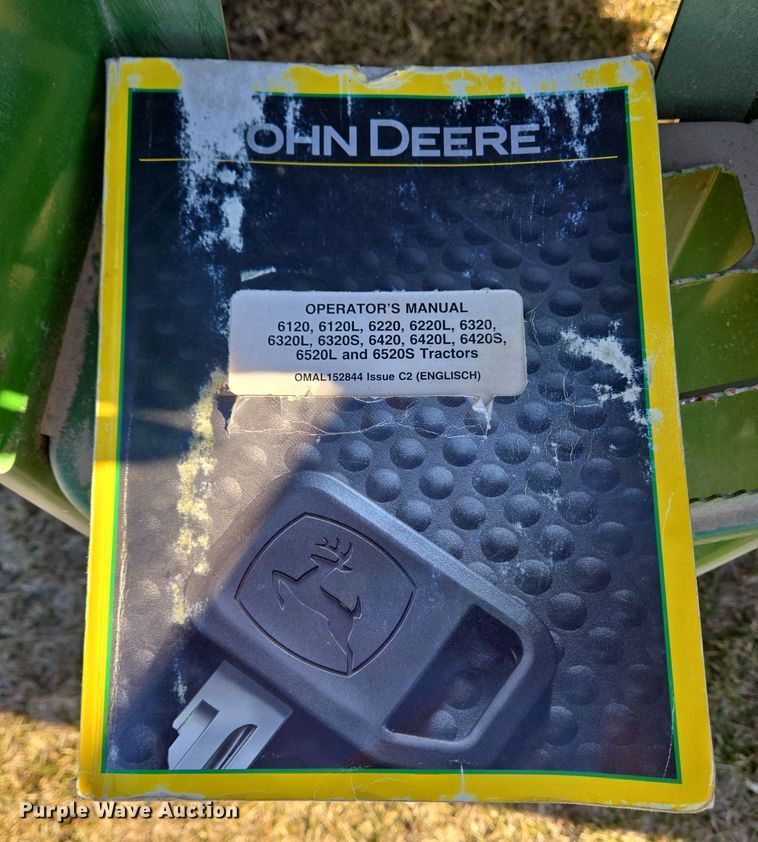 OHN DEERE
OPERATOR'S MANUAL
6120, 6120L, 6220, 6220L, 6320,
6320L, 6320S, 6420, 6420L, 6420S,
6520L and 6520S Tractors
OMAL152844 Issue C2 (ENGLISCH)
Purple Wave Auction